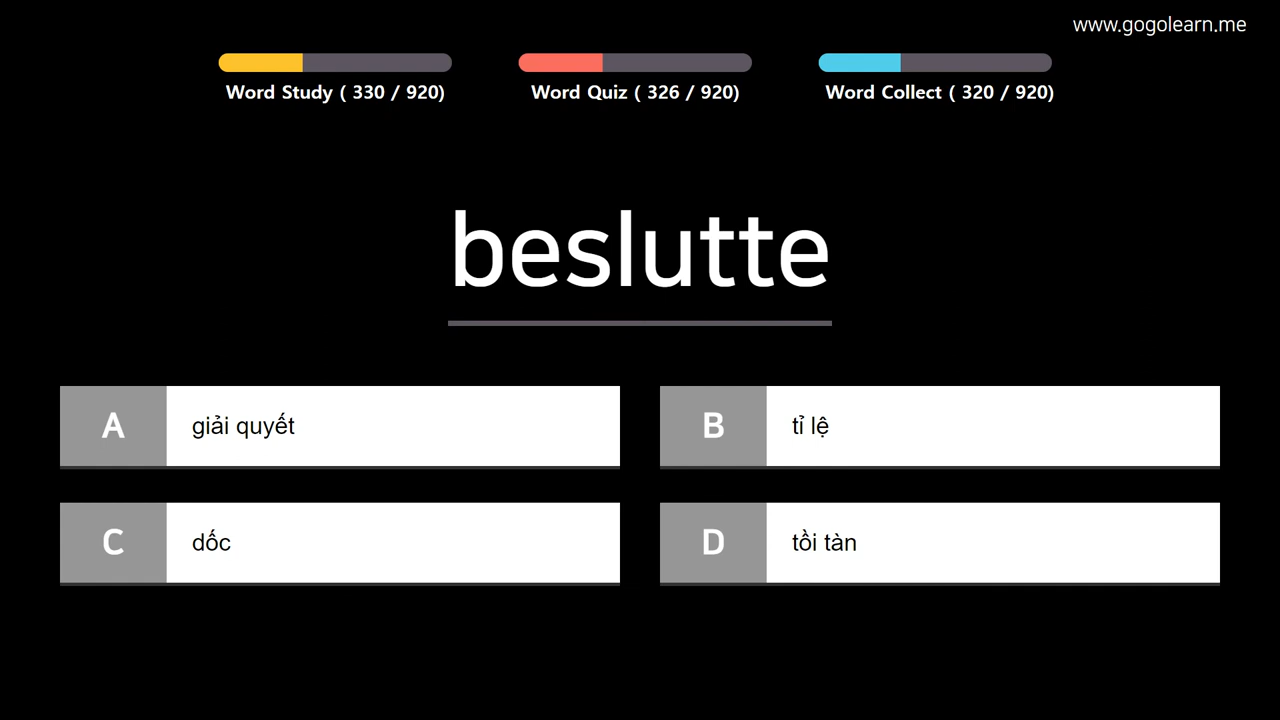 www.gogolearn.me
Word Study ( 330 / 920)
Word Quiz ( 326 / 920)
Word Collect ( 320 / 920)
beslutte
A
giải quyết
B
tỉ lệ
C
dốc
D
tồi tàn